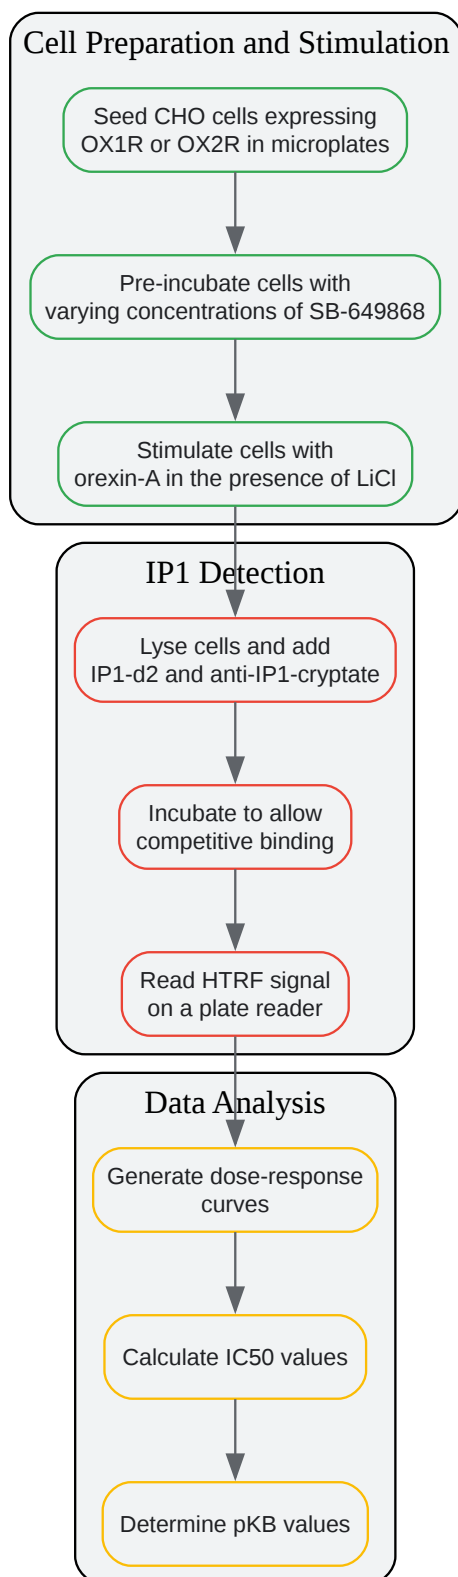 Cell Preparation and Stimulation
Seed CHO cells expressing
OX1R or OX2R in microplates
Pre-incubate cells with
varying concentrations of SB-649868
Stimulate cells with
orexin-A in the presence of LiCl
IP1 Detection
Lyse cells and add
IP1-d2 and anti-IP1-cryptate
Incubate to allow
competitive binding
Read HTRF signal
on a plate reader
Data Analysis
Generate dose-response
curves
Calculate IC50 values
Determine pKB values